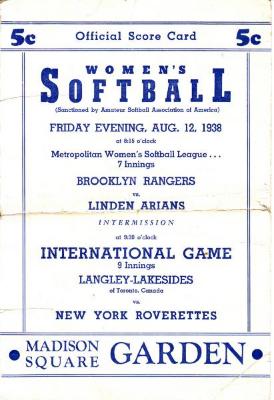 5c Official Score Card 5c
WOMEN'S
SOFTBALL
(Sanctioned by Amateur Softball Association of America)
FRIDAY EVENING, AUG. 12, 1938
at 8:15 o'clock
Metropolitan Women's Softball League . . .
7 Innings
BROOKLYN RANGERS
vs.
LINDEN ARIANS
INTERMISSION
at 9:30 o'clock
INTERNATIONAL GAME
9 Innings
LANGLEY-LAKESIDES
of Toronto, Canada
vs.
NEW YORK ROVERETTES
• MADISON SQUARE GARDEN •